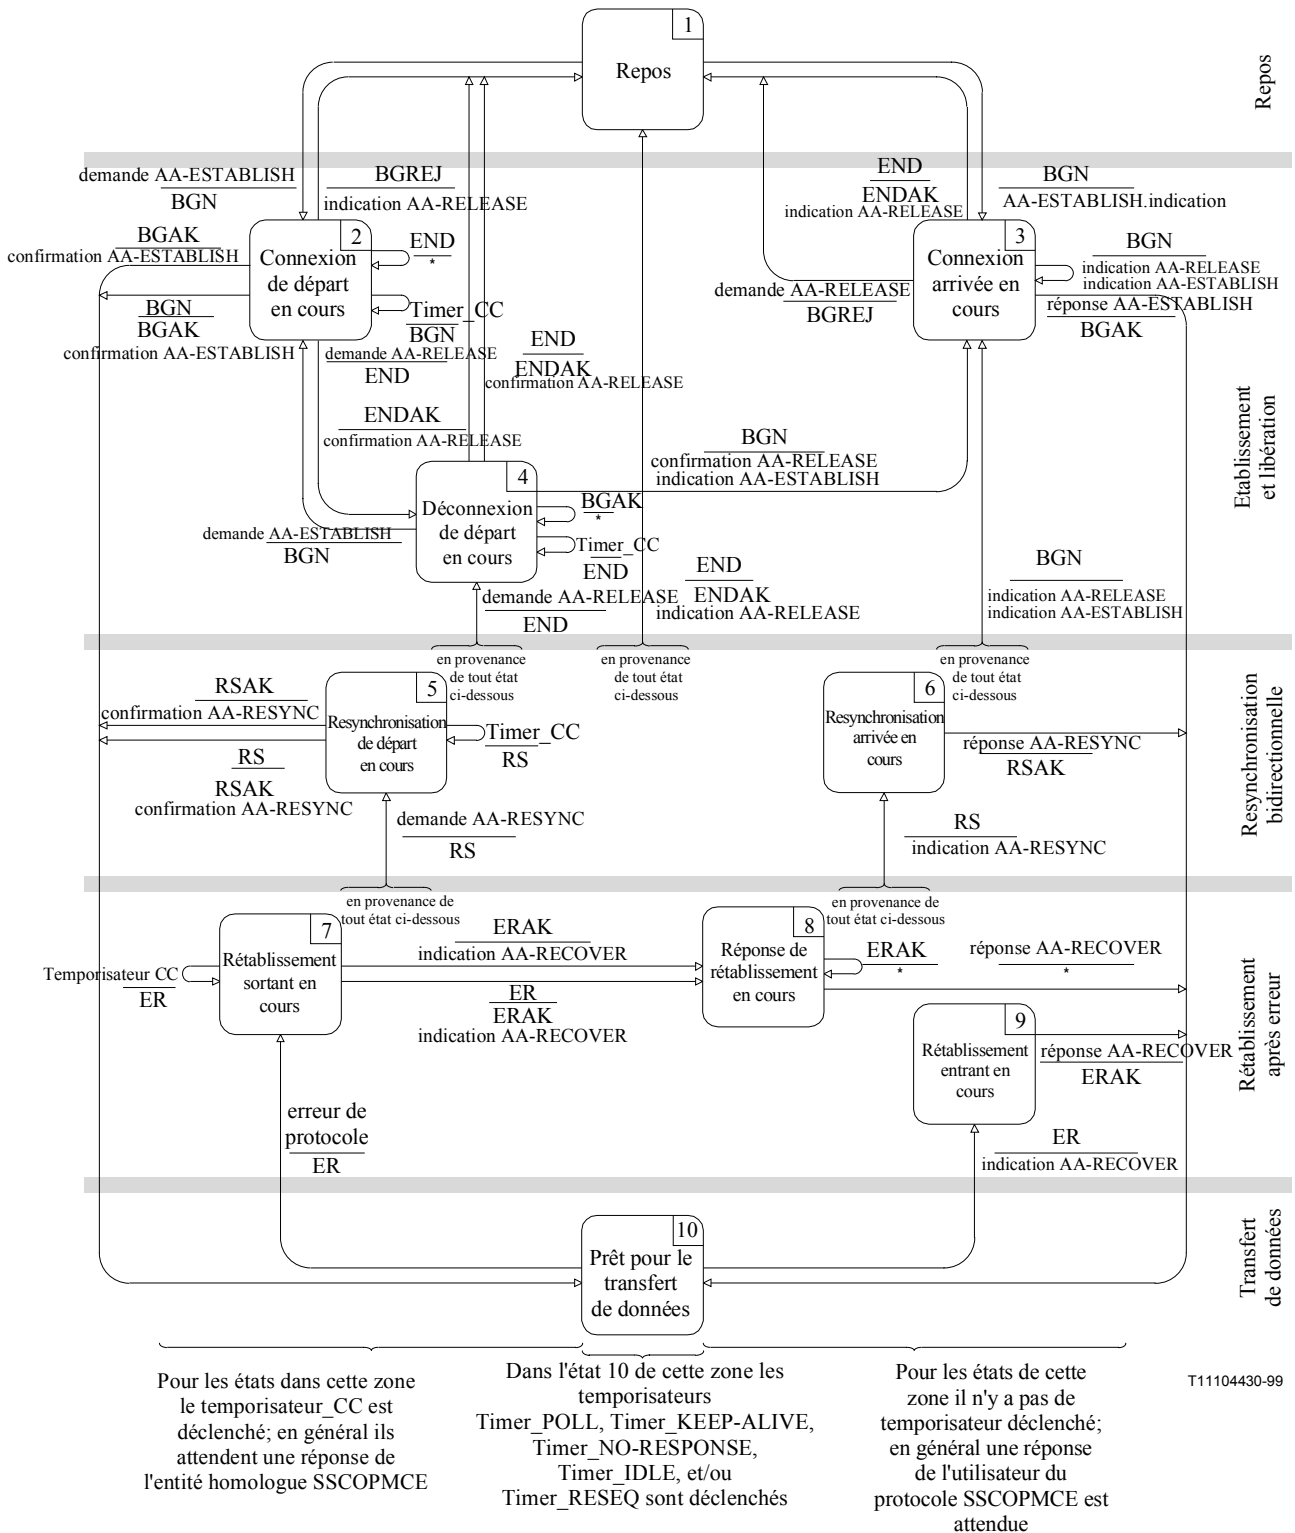 1
Repos
Repos
demande AA-ESTABLISH
BGN
BGREJ
indication AA-RELEASE
END
ENDAK
indication AA-RELEASE
BGN
AA-ESTABLISH.indication
BGAK
confirmation AA-ESTABLISH
2
Connexion
de départ
en cours
END
*
Timer_CC
BGN
BGN
BGAK
confirmation AA-ESTABLISH
demande AA-RELEASE
END
END
ENDAK
confirmation AA-RELEASE
demande AA-RELEASE
BGREJ
3
Connexion
arrivée en
cours
BGN
indication AA-RELEASE
indication AA-ESTABLISH
réponse AA-ESTABLISH
BGAK
ENDAK
confirmation AA-RELEASE
BGN
confirmation AA-RELEASE
indication AA-ESTABLISH
4
Déconnexion
de départ
en cours
BGAK
*
Timer_CC
END
demande AA-ESTABLISH
BGN
demande AA-RELEASE
END
END
ENDAK
indication AA-RELEASE
BGN
indication AA-RELEASE
indication AA-ESTABLISH
Etablissement
et libération
en provenance
de tout état
ci-dessous
en provenance
de tout état
ci-dessous
en provenance
de tout état
ci-dessous
RSAK
confirmation AA-RESYNC
RS
RSAK
confirmation AA-RESYNC
5
Resynchronisation
de départ
en cours
Timer_CC
RS
6
Resynchronisation
arrivée en
cours
réponse AA-RESYNC
RSAK
demande AA-RESYNC
RS
RS
indication AA-RESYNC
Resynchronisation
bidirectionnelle
en provenance de
tout état ci-dessous
en provenance de
tout état ci-dessous
7
Rétablissement
sortant en
cours
Temporisateur CC
ER
ERAK
indication AA-RECOVER
ER
ERAK
indication AA-RECOVER
8
Réponse de
rétablissement
en cours
ERAK
*
réponse AA-RECOVER
*
9
Rétablissement
entrant en
cours
réponse AA-RECOVER
ERAK
erreur de
protocole
ER
ER
indication AA-RECOVER
Rétablissement
après erreur
10
Prêt pour le
transfert
de données
Transfert
de données
Pour les états dans cette zone
le temporisateur_CC est
déclenché; en général ils
attendent une réponse de
l'entité homologue SSCOPMCE
Dans l'état 10 de cette zone les
temporisateurs
Timer_POLL, Timer_KEEP-ALIVE,
Timer_NO-RESPONSE,
Timer_IDLE, et/ou
Timer_RESEQ sont déclenchés
Pour les états de cette
zone il n'y a pas de
temporisateur déclenché;
en général une réponse
de l'utilisateur du
protocole SSCOPMCE est
attendue
T11104430-99